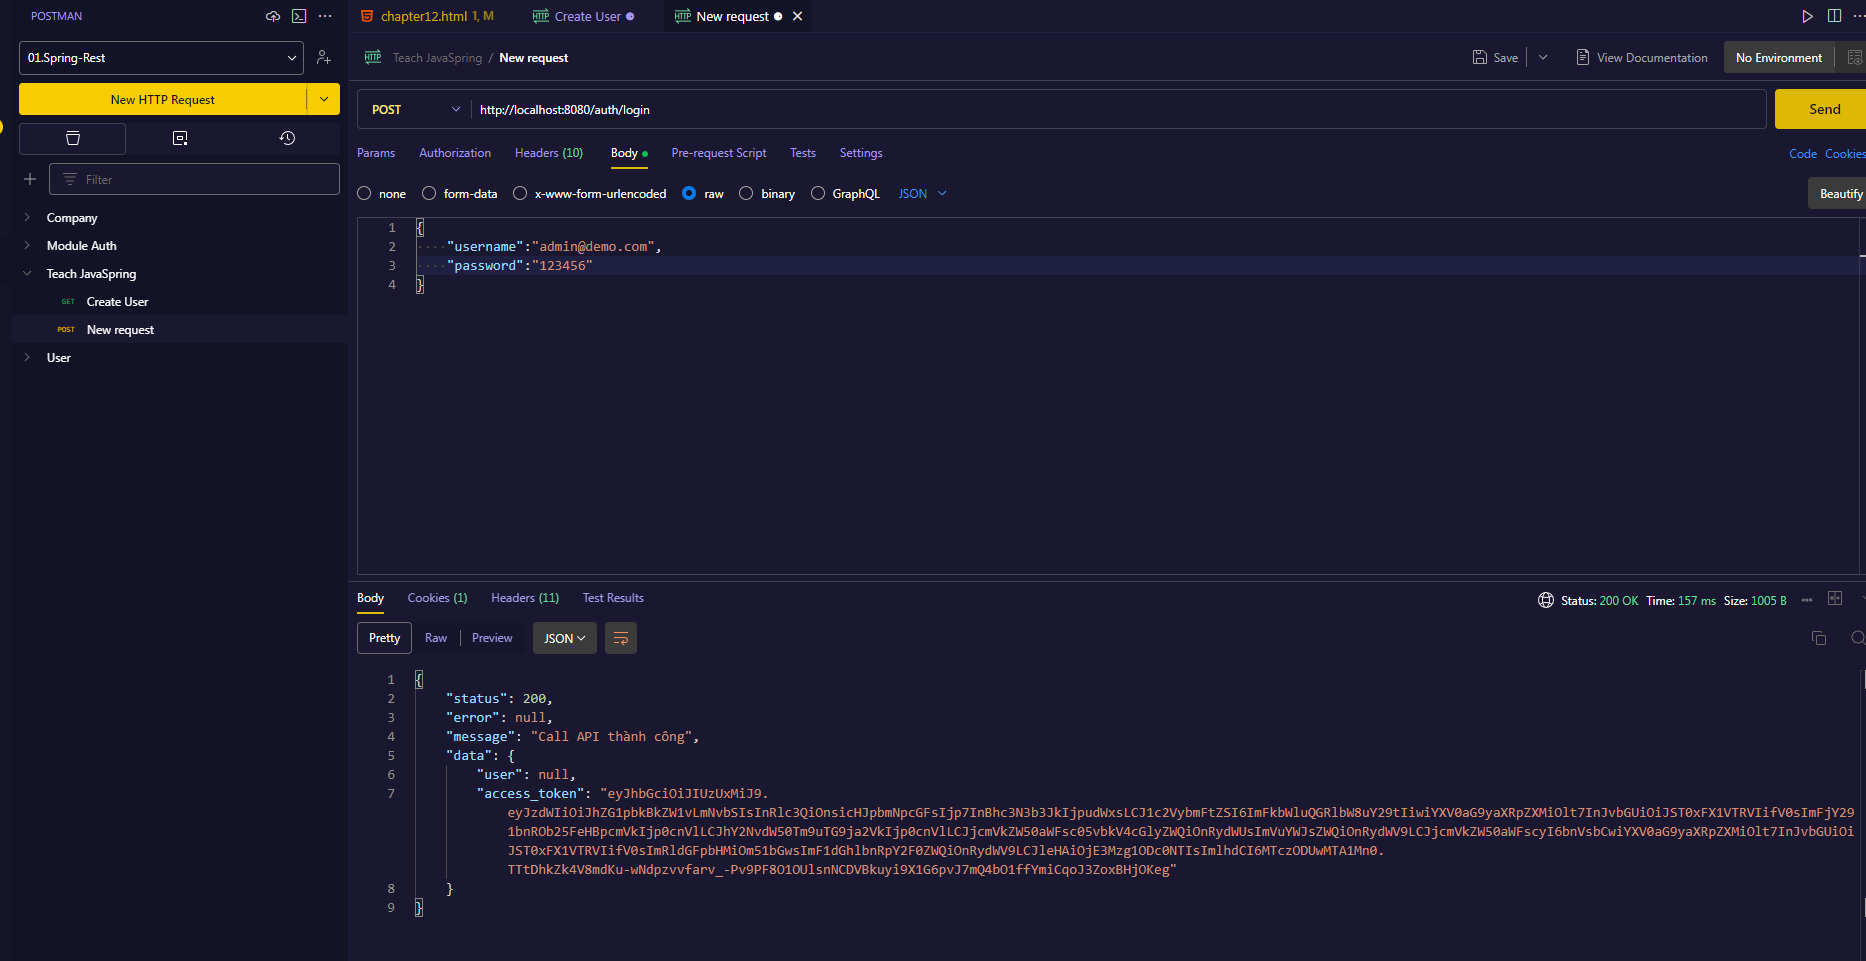 POSTMAN
chapter12.html 1, M
Create User
New request
01.Spring-Rest
Teach JavaSpring / New request
Save
View Documentation
No Environment
New HTTP Request
POST
http://localhost:8080/auth/login
Send
Params
Authorization
Headers (10)
Body
Pre-request Script
Tests
Settings
Code
Cookies
Filter
none
form-data
x-www-form-urlencoded
raw
binary
GraphQL
JSON
Beautify
Company
Module Auth
Teach JavaSpring
GET Create User
POST New request
User
1 {
2 "username":"admin@demo.com",
3 "password":"123456"
4 }
Body
Cookies (1)
Headers (11)
Test Results
Status: 200 OK Time: 157 ms Size: 1005 B
Pretty
Raw
Preview
JSON
1 {
2 "status": 200,
3 "error": null,
4 "message": "Call API thành công",
5 "data": {
6 "user": null,
7 "access_token": "eyJhbGciOiJIUzUxMiJ9.
8 }
9 }